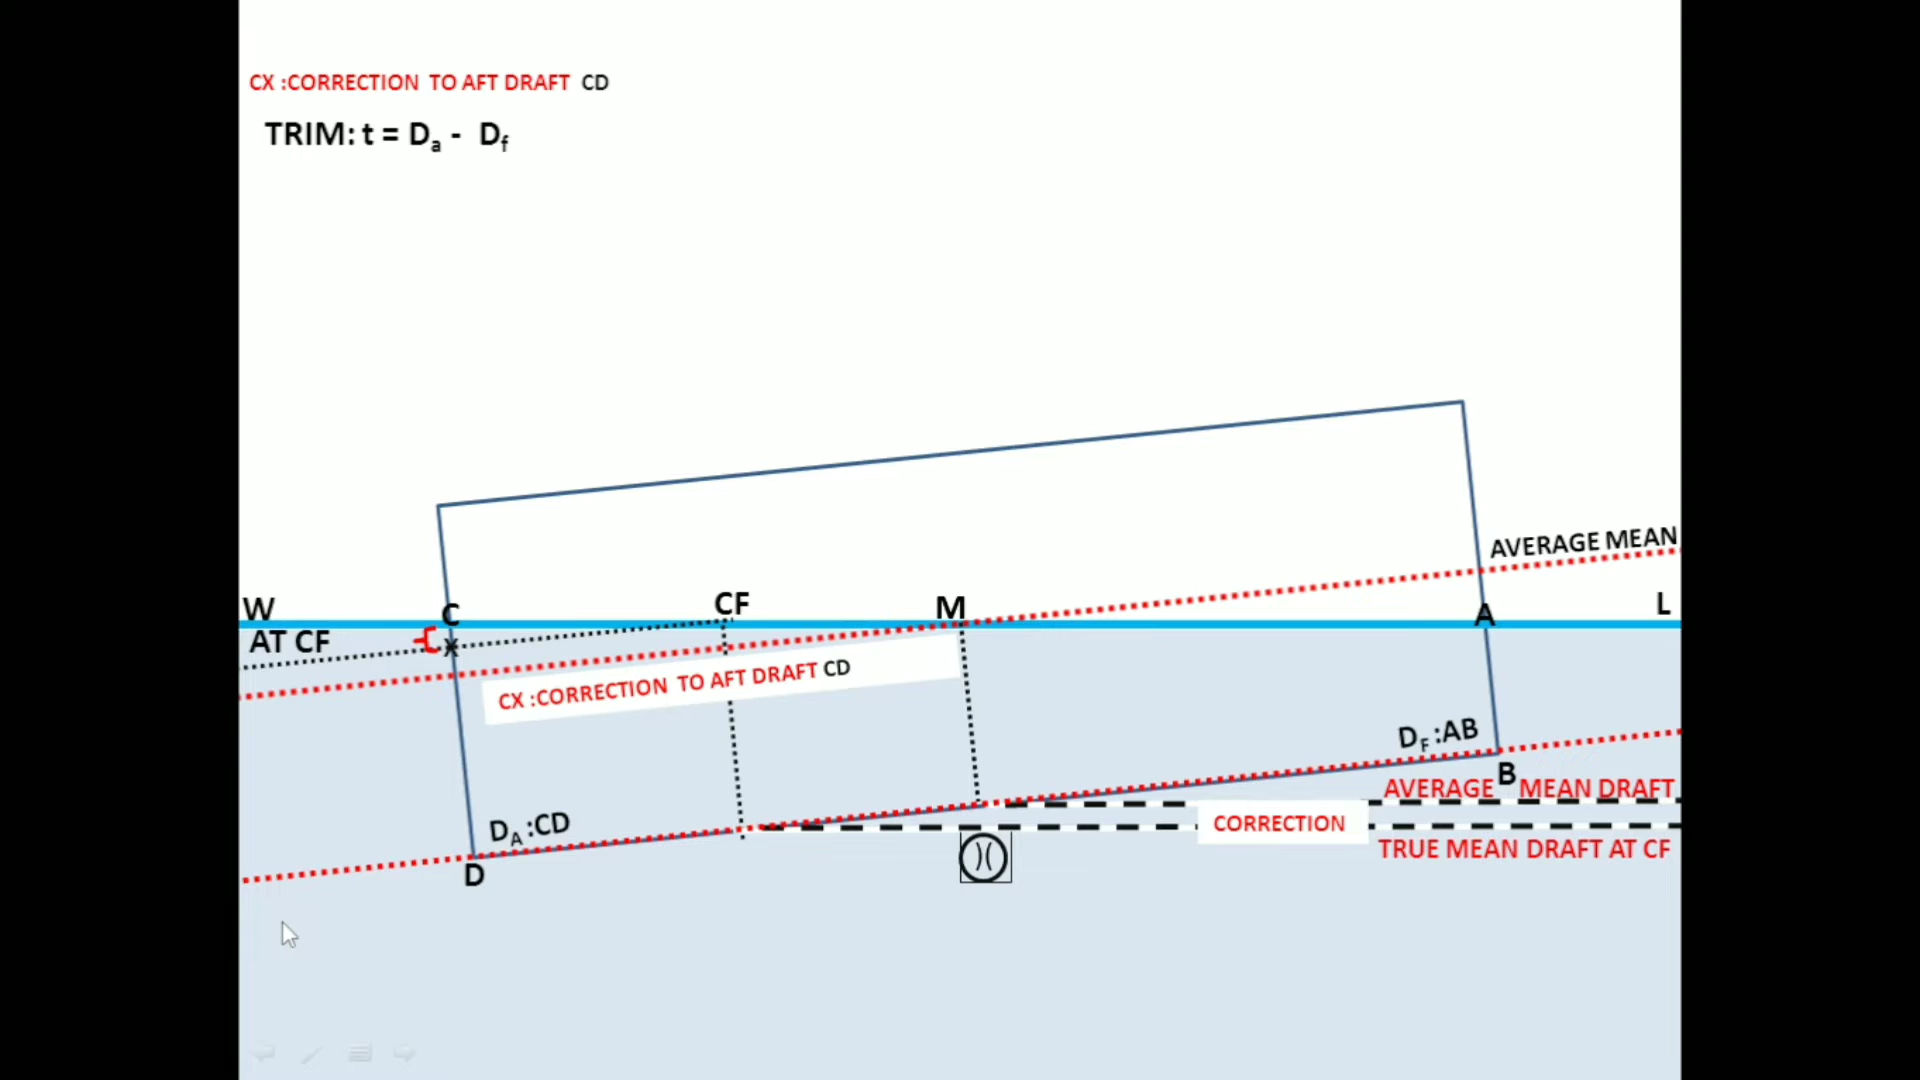 CX :CORRECTION TO AFT DRAFT CD
TRIM: t = Da - Df
AVERAGE MEAN
W
C
CF
M
A
L
AT CF
X
CX :CORRECTION TO AFT DRAFT CD
DF :AB
B
AVERAGE MEAN DRAFT
DA :CD
CORRECTION
TRUE MEAN DRAFT AT CF
D